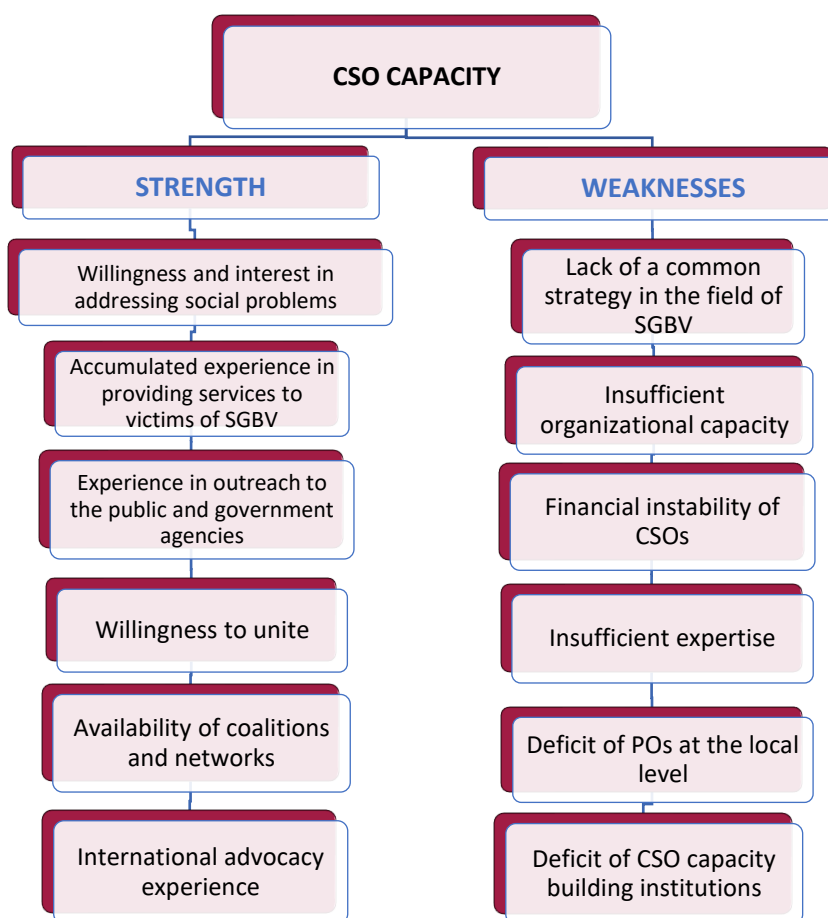 CSO CAPACITY
STRENGTH
Willingness and interest in
addressing social problems
Accumulated experience in
providing services to
victims of SGBV
Experience in outreach to
the public and government
agencies
Willingness to unite
Availability of coalitions
and networks
International advocacy
experience
WEAKNESSES
Lack of a common
strategy in the field of
SGBV
Insufficient
organizational capacity
Financial instability of
CSOs
Insufficient expertise
Deficit of POs at the local
level
Deficit of CSO capacity
building institutions